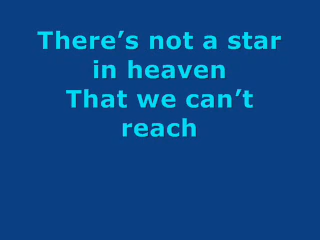 There’s not a star
in heaven
That we can’t
reach